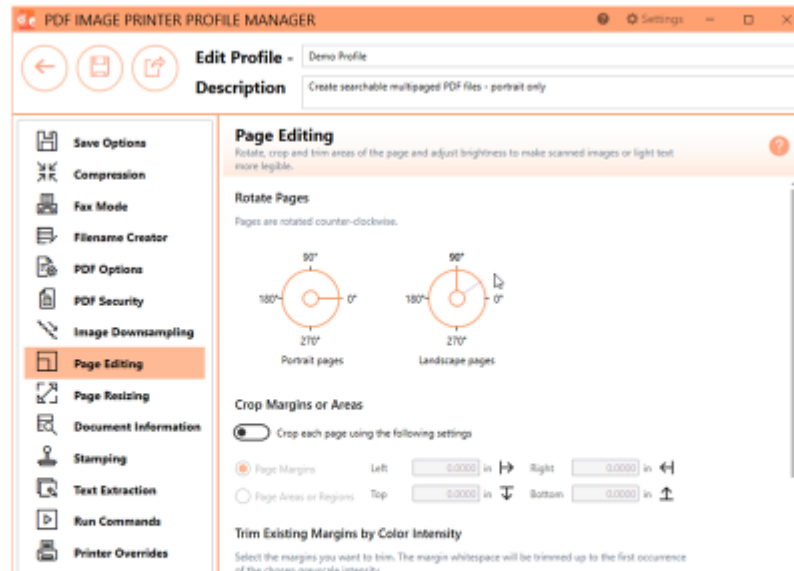 PDF IMAGE PRINTER PROFILE MANAGER
Settings
Edit Profile - Demo Profile
Description Create searchable multipaged PDF files - portrait only
Save Options
Compression
Fax Mode
Filename Creator
PDF Options
PDF Security
Image Downsampling
Page Editing
Page Resizing
Document Information
Stamping
Text Extraction
Run Commands
Printer Overrides
Page Editing
Rotate, crop and trim areas of the page and adjust brightness to make scanned images or light text
more legible.
Rotate Pages
Pages are rotated counter-clockwise.
90° 90°
180° 0° 180° 0°
270° 270°
Portrait pages Landscape pages
Crop Margins or Areas
Crop each page using the following settings
Page Margins Left 0.0000 in Right 0.0000 in
Page Areas or Regions Top 0.0000 in Bottom 0.0000 in
Trim Existing Margins by Color Intensity
Select the margins you want to trim. The margin whitespace will be trimmed up to the first occurrence
of the chosen greyscale intensity.